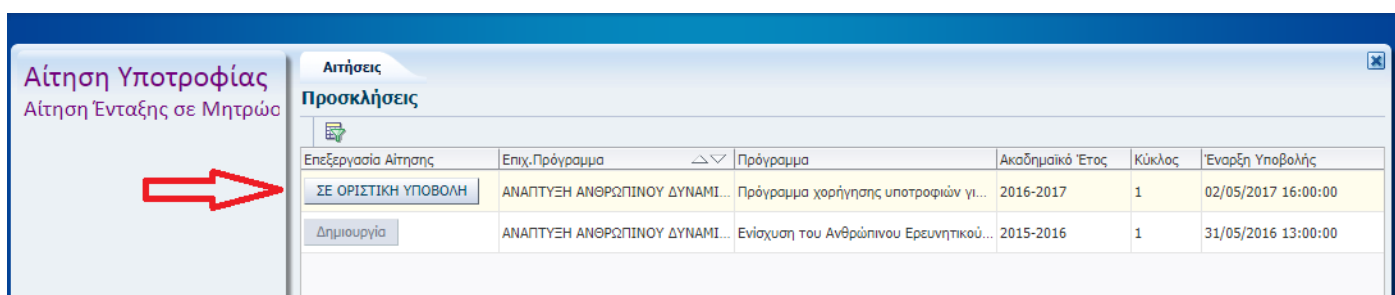 Αίτηση Υποτροφίας
Αίτηση Ένταξης σε Μητρώο
Αιτήσεις
Προσκλήσεις
Επεξεργασία Αίτησης Επιχ.Πρόγραμμα Πρόγραμμα Ακαδημαϊκό Έτος Κύκλος Έναρξη Υποβολής
ΣΕ ΟΡΙΣΤΙΚΗ ΥΠΟΒΟΛΗ ΑΝΑΠΤΥΞΗ ΑΝΘΡΩΠΙΝΟΥ ΔΥΝΑΜΙ... Πρόγραμμα χορήγησης υποτροφιών γι... 2016-2017 1 02/05/2017 16:00:00
Δημιουργία ΑΝΑΠΤΥΞΗ ΑΝΘΡΩΠΙΝΟΥ ΔΥΝΑΜΙ... Ενίσχυση του Ανθρώπινου Ερευνητικού... 2015-2016 1 31/05/2016 13:00:00